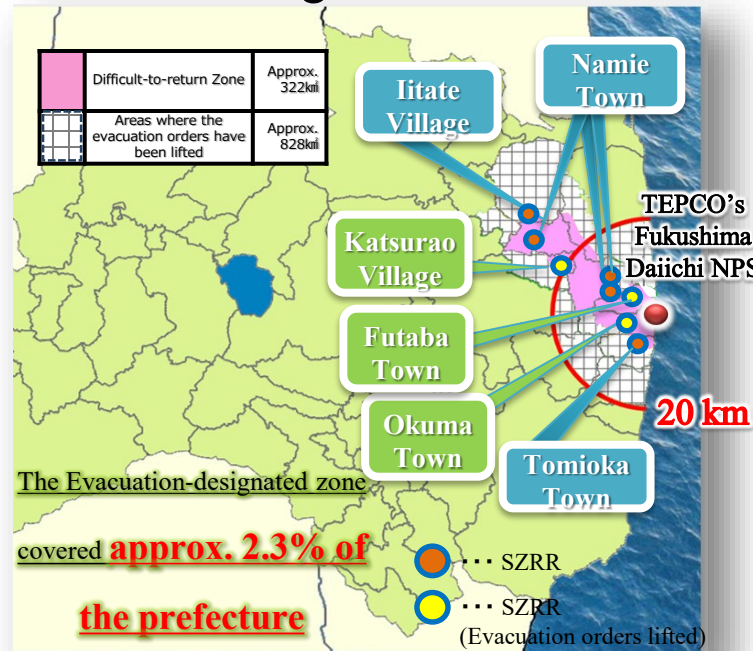 Difficult-to-return Zone
Approx.
322㎢
Areas where the
evacuation orders have
been lifted
Approx.
828㎢
Iitate
Village
Namie
Town
TEPCO's
Fukushima
Daiichi NPS
Katsurao
Village
Futaba
Town
Okuma
Town
Tomioka
Town
20 km
The Evacuation-designated zone
covered approx. 2.3% of
the prefecture
··· SZRR
··· SZRR
(Evacuation orders lifted)